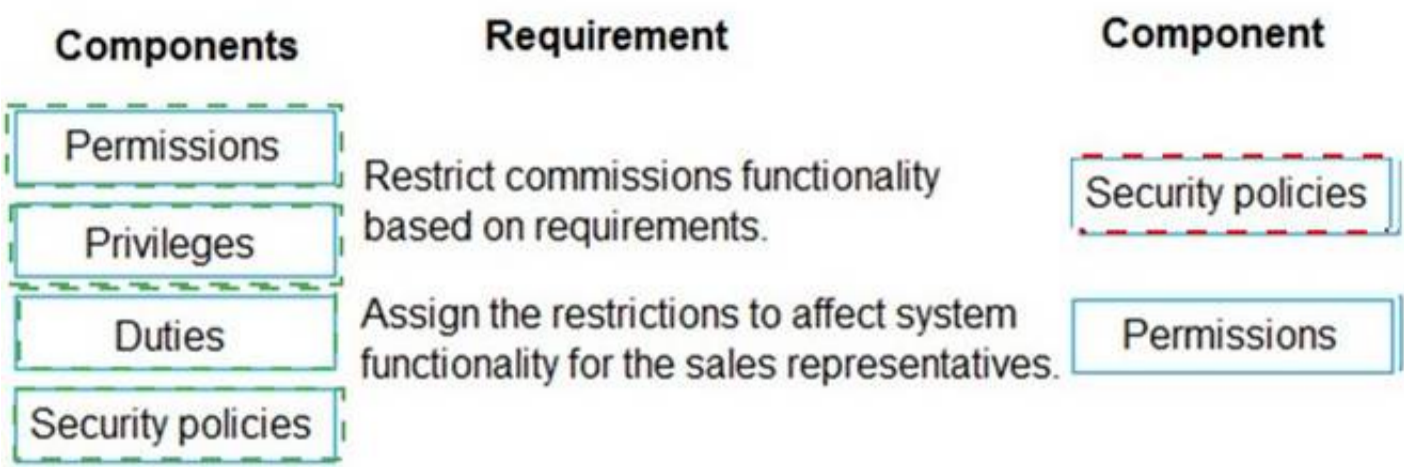 Components
Requirement
Component
Permissions
Privileges
Duties
Security policies
Restrict commissions functionality
based on requirements.
Security policies
Assign the restrictions to affect system
functionality for the sales representatives.
Permissions